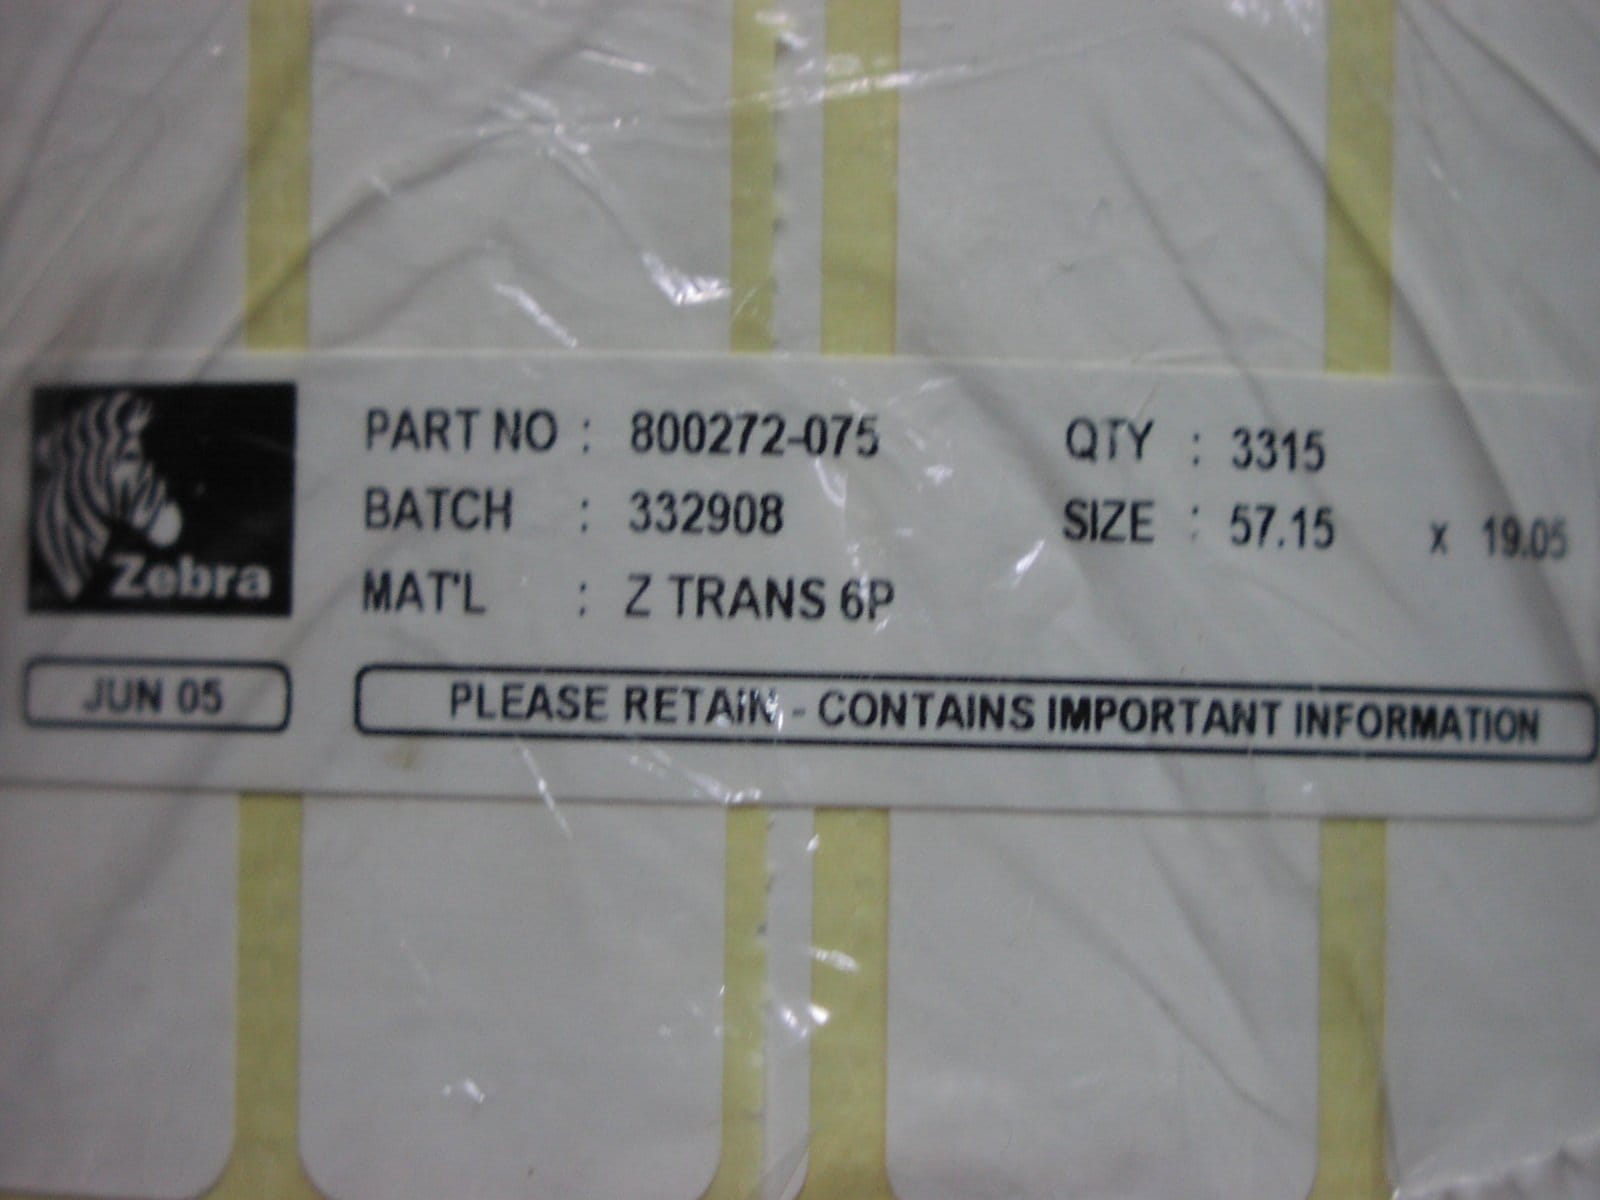 Zebra
PART NO : 800272-075 QTY : 3315
BATCH : 332908 SIZE : 57.15 x 19.05
MAT'L : Z TRANS 6P
JUN 05 PLEASE RETAIN - CONTAINS IMPORTANT INFORMATION